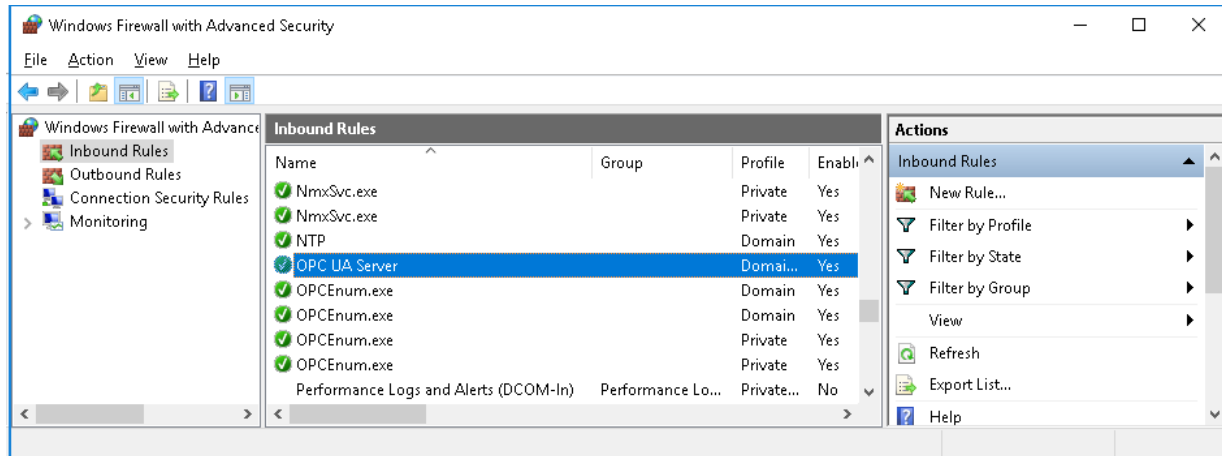 Windows Firewall with Advanced Security
File Action View Help
Windows Firewall with Advance
Inbound Rules
Outbound Rules
Connection Security Rules
Monitoring
Inbound Rules
Name Group Profile Enable
NmxSvc.exe Private Yes
NmxSvc.exe Private Yes
NTP Domain Yes
OPC UA Server Domai... Yes
OPCEnum.exe Domain Yes
OPCEnum.exe Domain Yes
OPCEnum.exe Private Yes
OPCEnum.exe Private Yes
Performance Logs and Alerts (DCOM-In) Performance Lo... Private... No
Actions
Inbound Rules
New Rule...
Filter by Profile
Filter by State
Filter by Group
View
Refresh
Export List...
Help